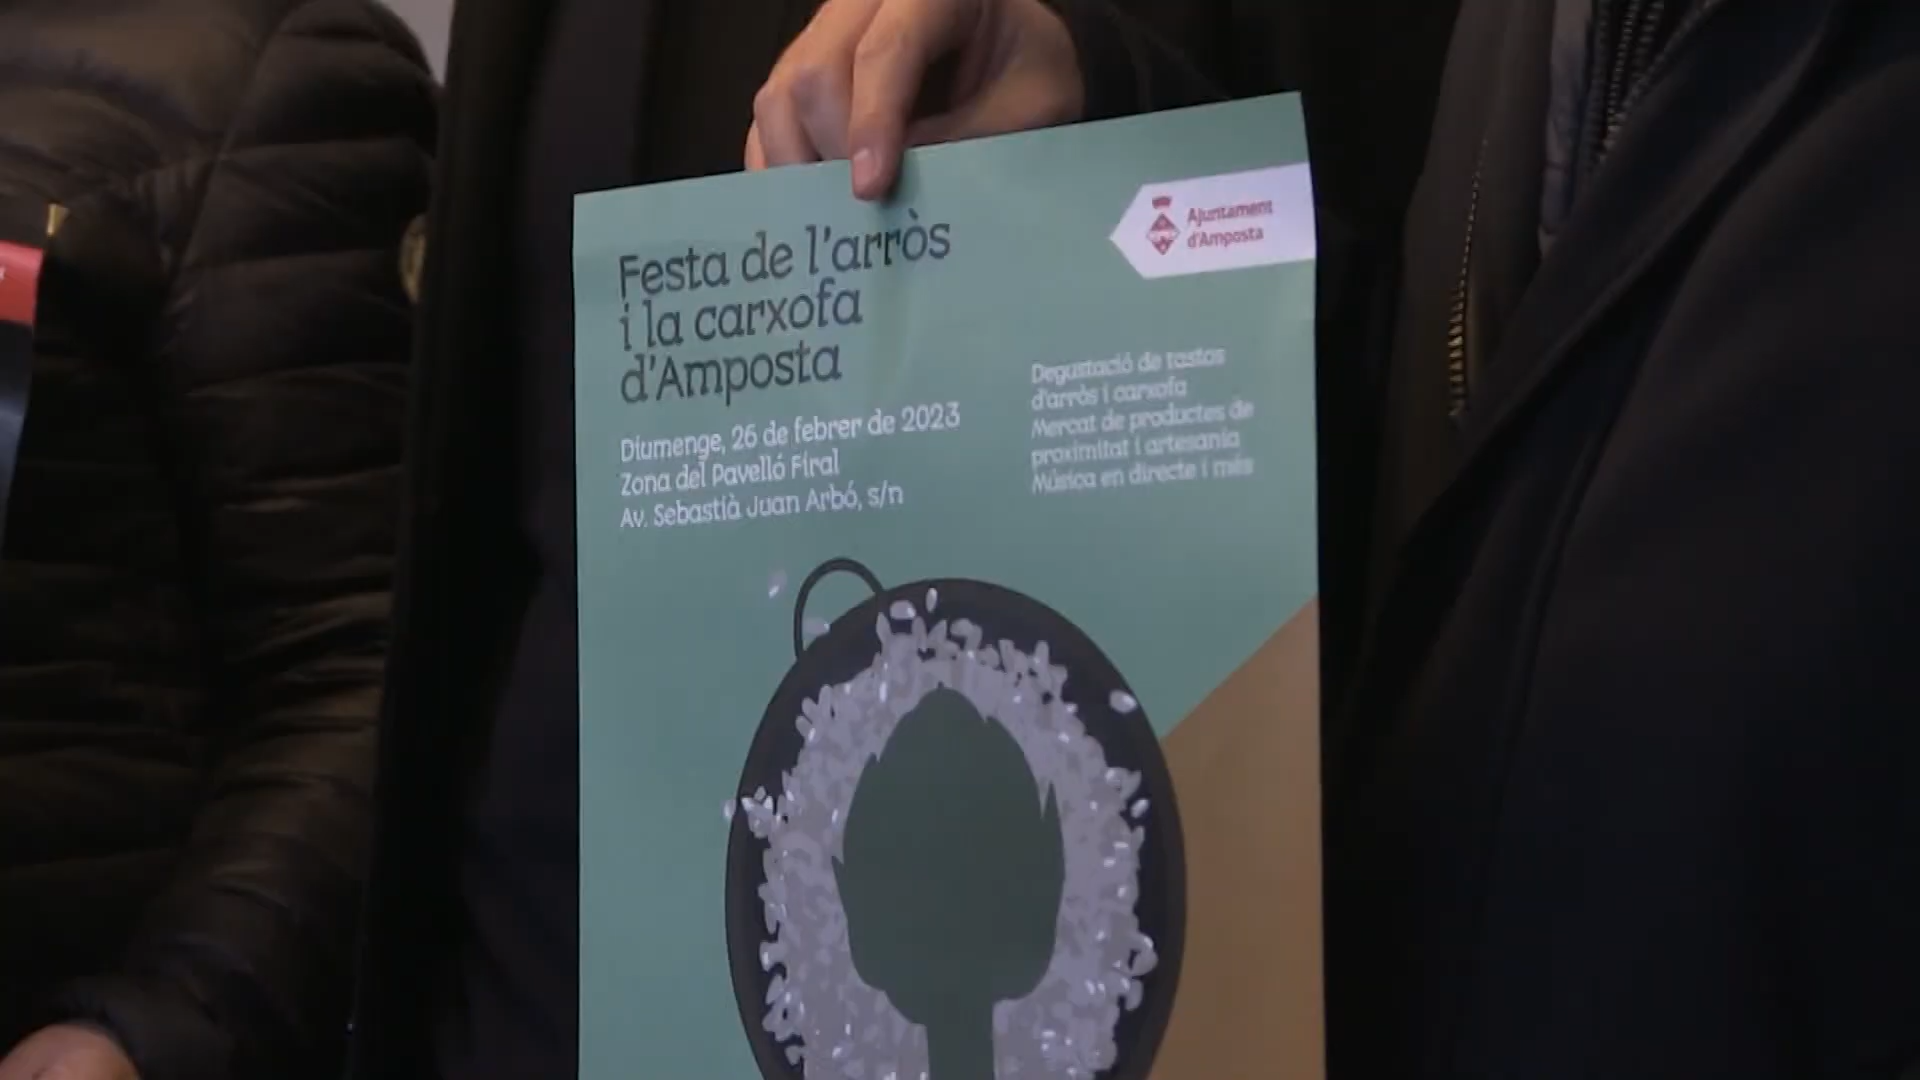 Festa de l'arròs
i la carxofa
d'Amposta
Diumenge, 26 de febrer de 2023
Zona del Pavelló Firal
Av. Sebastià Juan Arbó, s/n
Ajuntament
d'Amposta
Degustació de tastos
d'arròs i carxofa
Mercat de productes de
proximitat i artesania
Música en directe i més